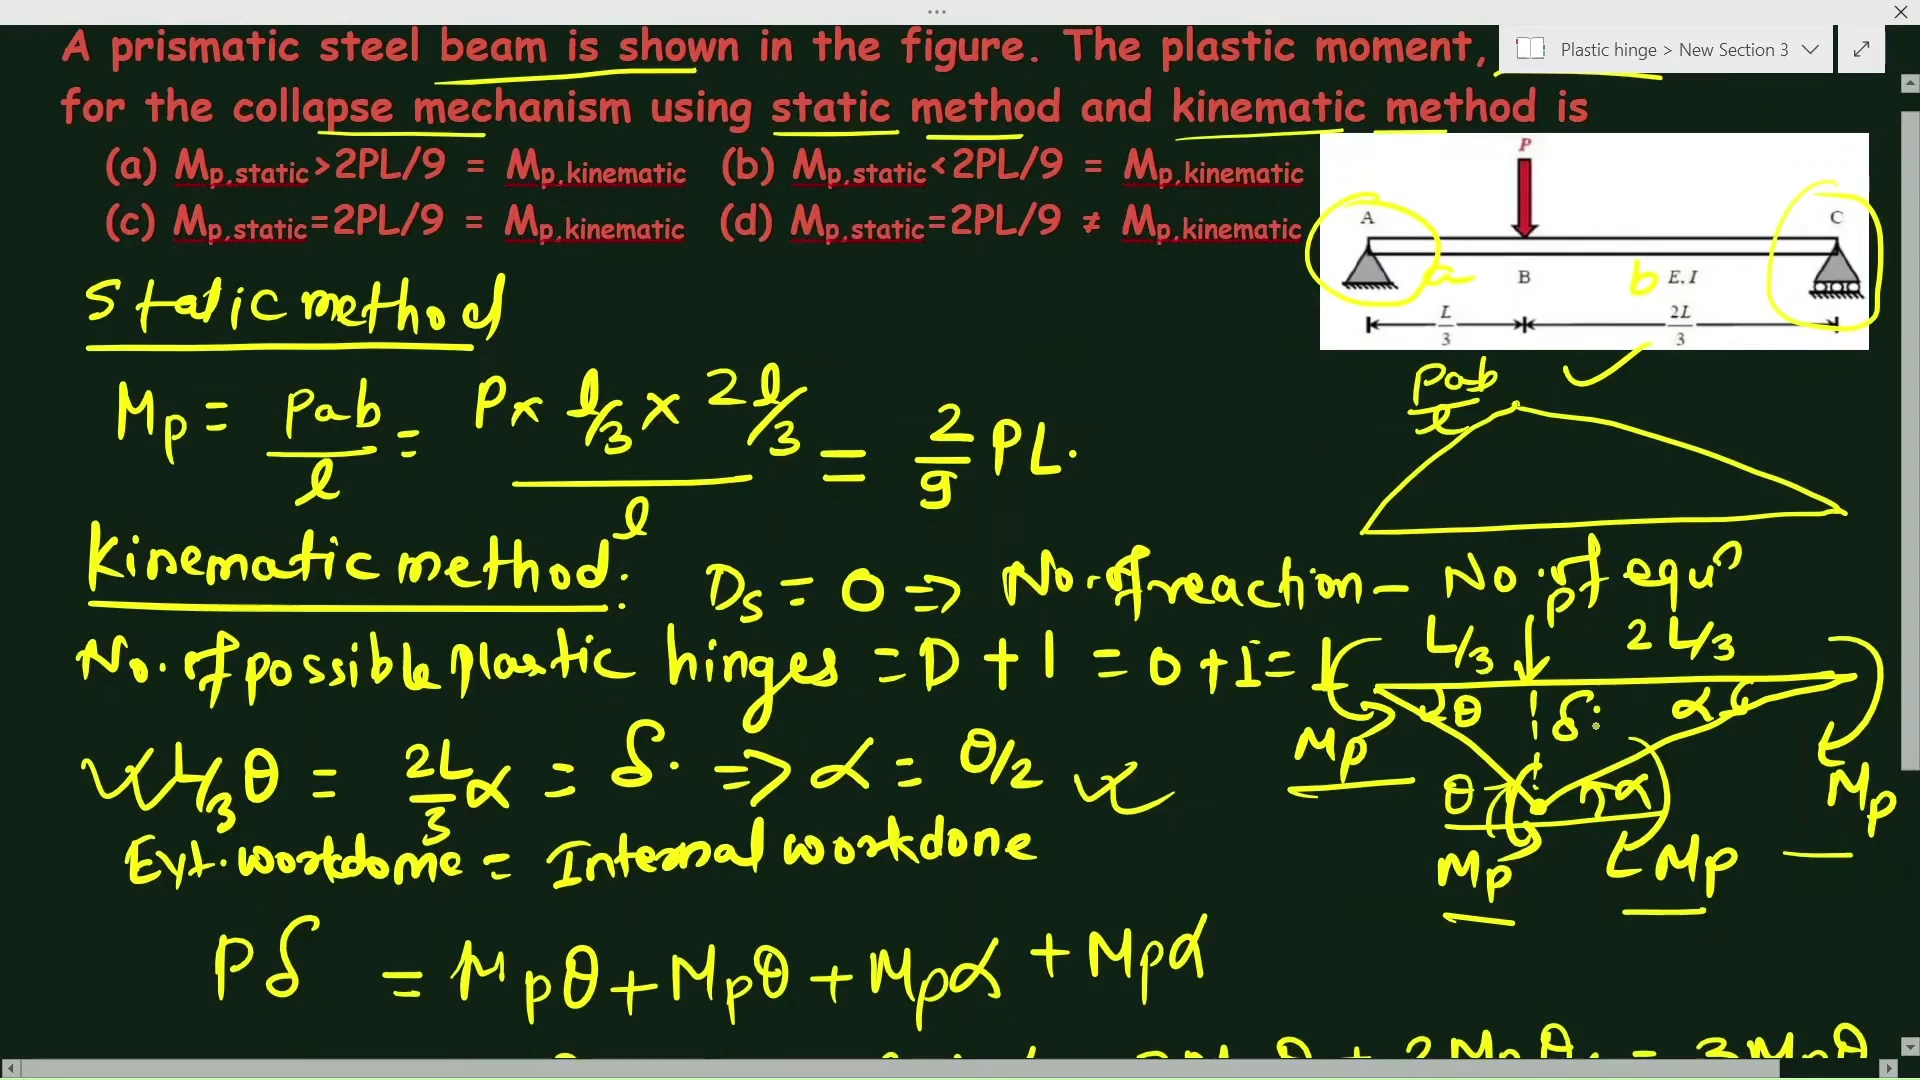 Plastic hinge > New Section 3
A prismatic steel beam is shown in the figure. The plastic moment,
for the collapse mechanism using static method and kinematic method is
(a) Mp,static>2PL/9 = Mp,kinematic (b) Mp,static<2PL/9 = Mp,kinematic
(c) Mp,static=2PL/9 = Mp,kinematic (d) Mp,static=2PL/9 ≠ Mp,kinematic
P
A C
a B b E, I
L/3 2L/3
Static method
Mp = Pab/l = P× l/3 × 2l/3 / l = 2/9 PL.
Pab/l
Kinematic method:
Ds = 0 => No. of reaction - No. of equⁿ
No. of possible plastic hinges = D + 1 = 0 + 1 = 1
P
L/3 2L/3
θ δ α
Mp Mp
θ α
Mp Mp
L/3 θ = 2L/3 α = δ. => α = θ/2
Ext. workdome = Internal workdone
Pδ = Mpθ + Mpθ + Mpα + Mpα